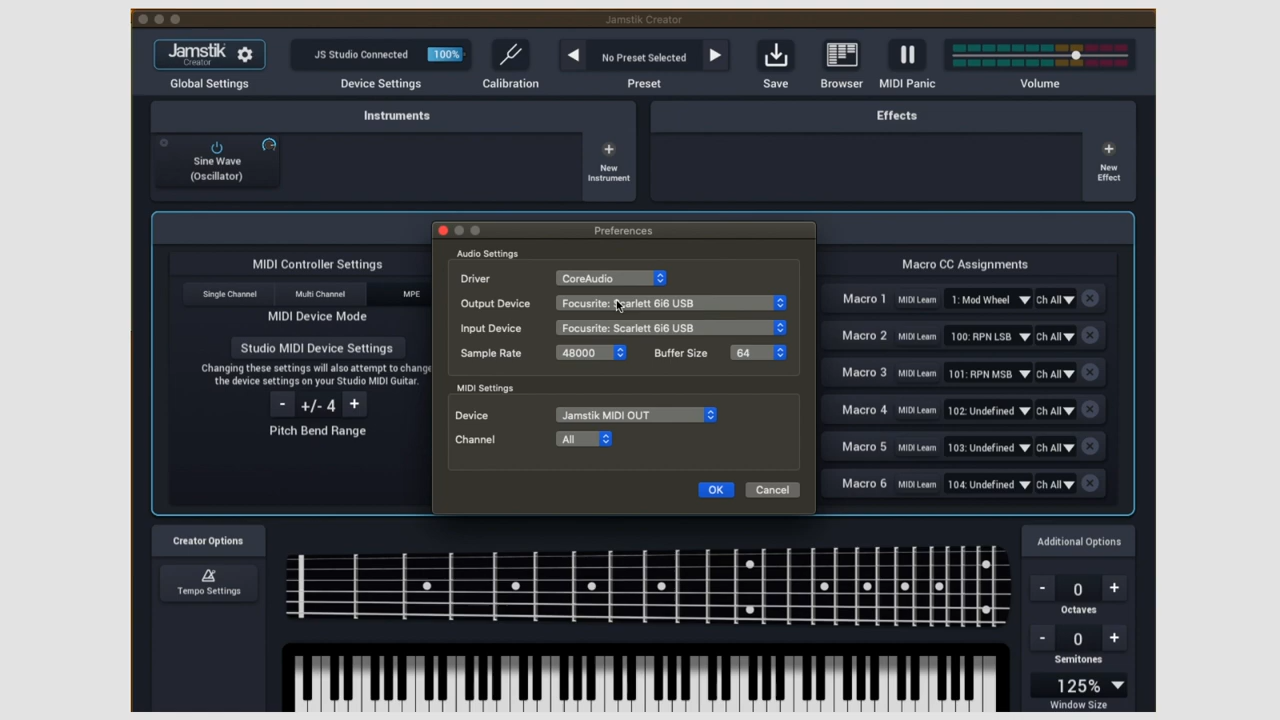 Jamstik Creator
Jamstik
Creator
Global Settings
JS Studio Connected 100%
Device Settings
Calibration
No Preset Selected
Preset
Save
Browser
MIDI Panic
Volume
Instruments
Sine Wave
(Oscillator)
+
New
Instrument
Effects
+
New
Effect
Preferences
Audio Settings
Driver CoreAudio
Output Device Focusrite: Scarlett 6i6 USB
Input Device Focusrite: Scarlett 6i6 USB
Sample Rate 48000 Buffer Size 64
MIDI Settings
Device Jamstik MIDI OUT
Channel All
OK Cancel
MIDI Controller Settings
Single Channel Multi Channel MPE
MIDI Device Mode
Studio MIDI Device Settings
Changing these settings will also attempt to change
the device settings on your Studio MIDI Guitar.
- +/- 4 +
Pitch Bend Range
Macro CC Assignments
Macro 1 MIDI Learn 1: Mod Wheel Ch All
Macro 2 MIDI Learn 100: RPN LSB Ch All
Macro 3 MIDI Learn 101: RPN MSB Ch All
Macro 4 MIDI Learn 102: Undefined Ch All
Macro 5 MIDI Learn 103: Undefined Ch All
Macro 6 MIDI Learn 104: Undefined Ch All
Creator Options
Tempo Settings
Additional Options
- 0 +
Octaves
- 0 +
Semitones
125%
Window Size